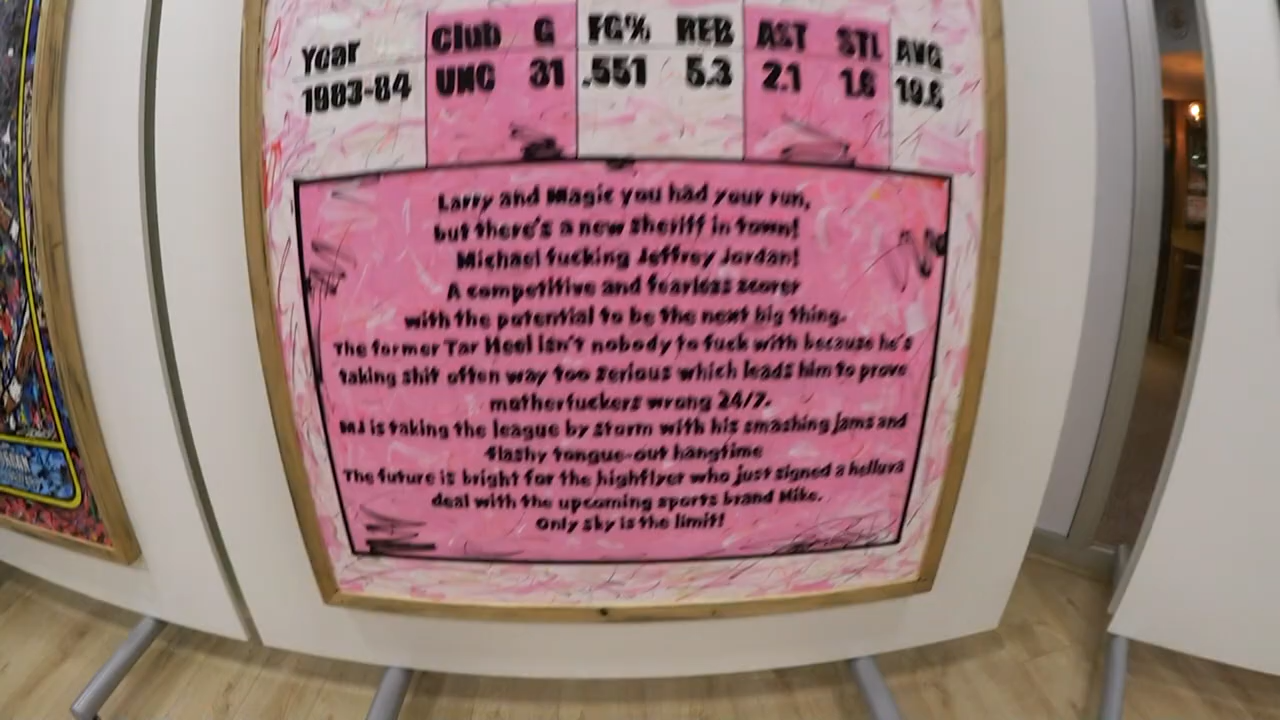 Year Club G FG% REB AST STL AVG
1983-84 UNC 31 .551 5.3 2.1 1.6 19.6
Larry and Magic you had your run,
but there's a new Sheriff in town!
Michael fucking Jeffrey Jordan!
A competitive and fearless scorer
with the potential to be the next big thing.
The former Tar Heel isn't nobody to fuck with because he's
taking shit often way too serious which leads him to prove
motherfuckers wrong 24/7.
MJ is taking the league by storm with his smashing jams and
flashy tongue-out hangtime
The future is bright for the highflyer who just signed a helluva
deal with the upcoming sports brand Nike.
Only sky is the limit!